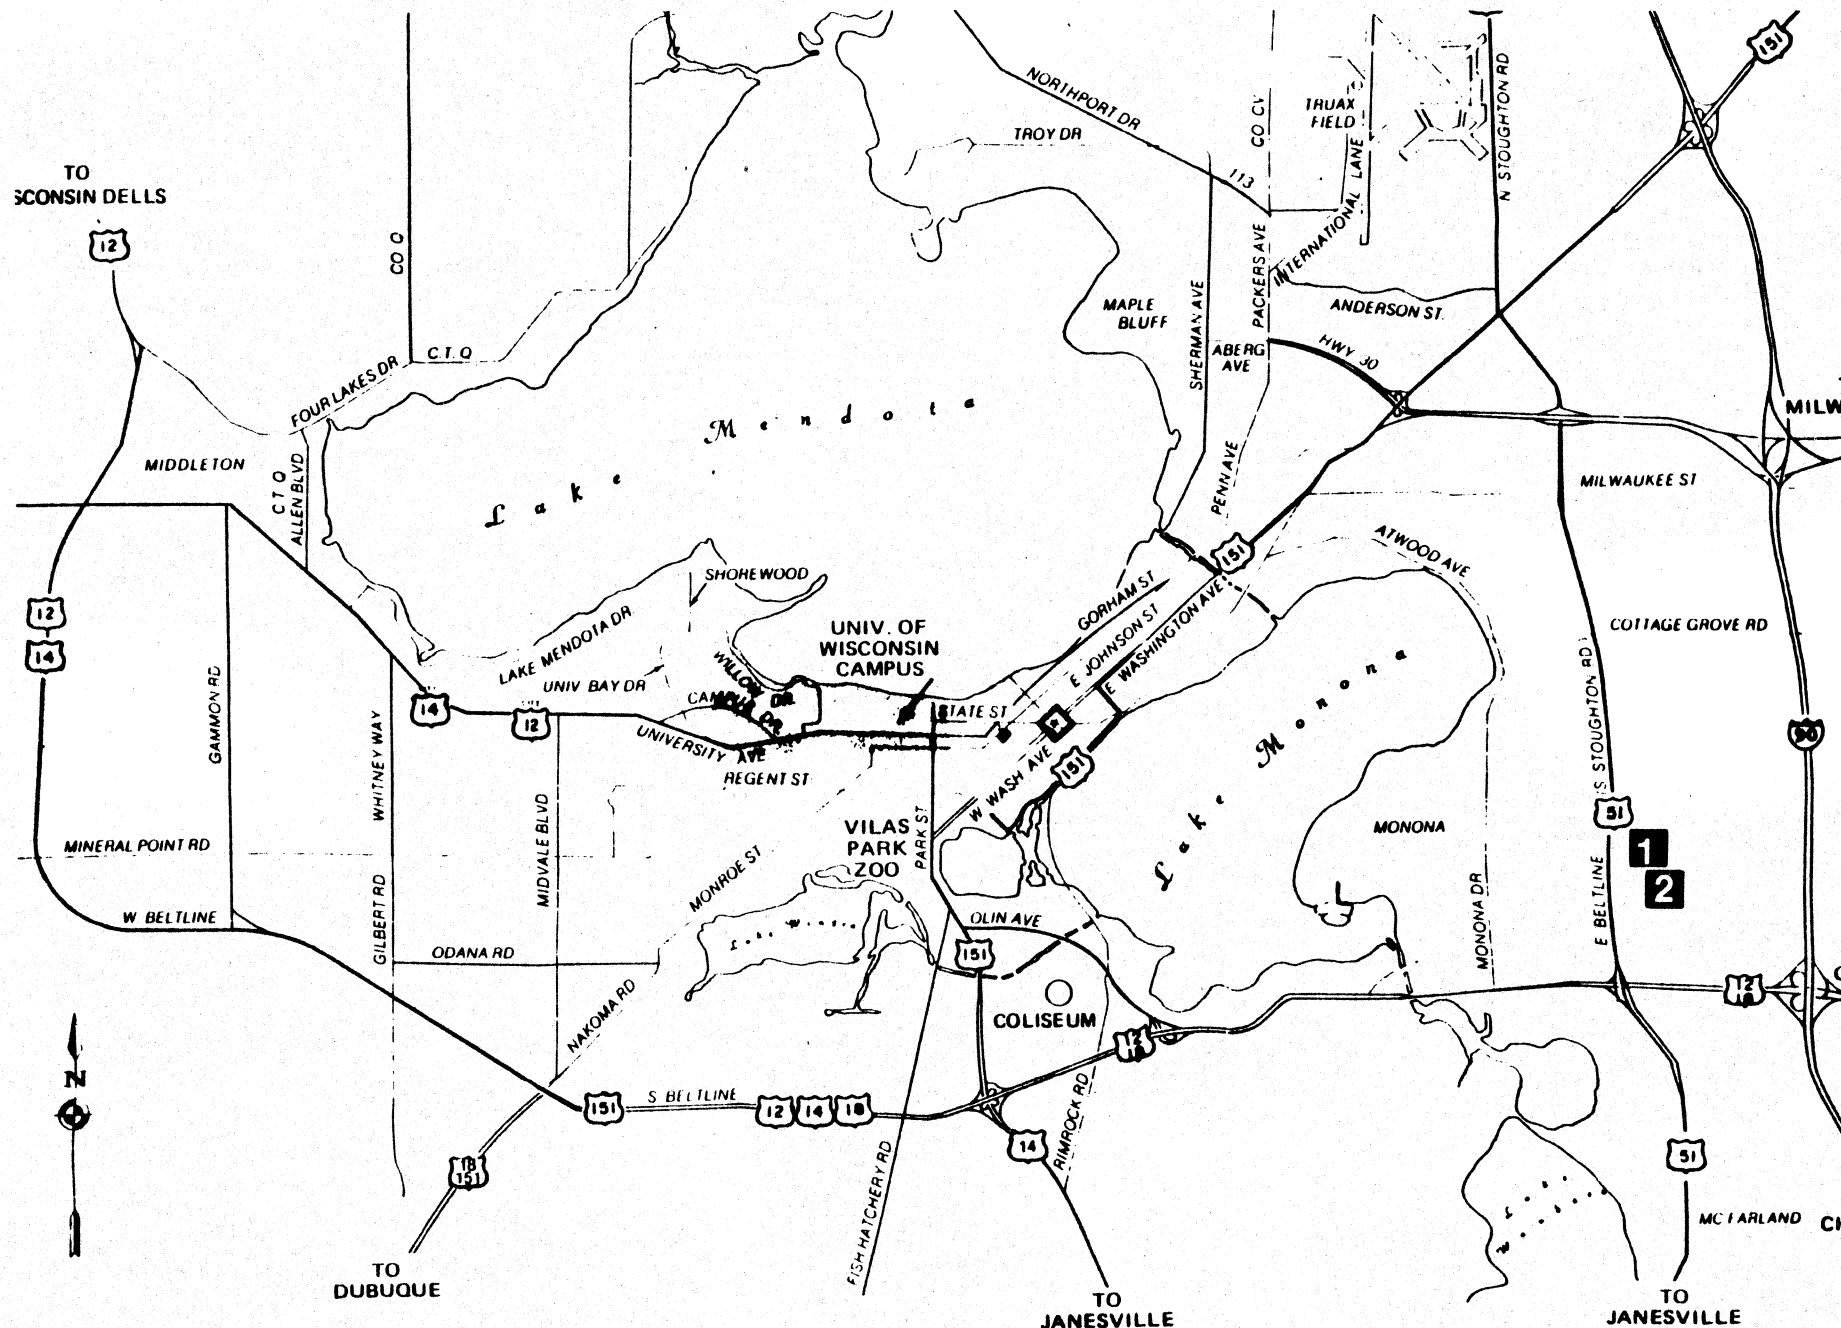 151
NORTHPORT DR
TROY DR
CO CV
TRUAX
FIELD
N STOUGHTON RD
TO
SCONSIN DELLS
12
113
INTERNATIONAL LANE
CO Q
PACKERS AVE
SHERMAN AVE
MAPLE
BLUFF
ANDERSON ST.
HWY 30
ABERG
AVE
C.T. Q
FOUR LAKES DR
Lake Mendota
MILW
MIDDLETON
C T Q
ALLEN BLVD
PENN AVE
MILWAUKEE ST
151
ATWOOD AVE
SHOREWOOD
12
14
GORHAM ST
E JOHNSON ST
E WASHINGTON AVE
COTTAGE GROVE RD
UNIV. OF
WISCONSIN
CAMPUS
LAKE MENDOTA DR.
WILLOW DR.
UNIV BAY DR
CAMPUS DR.
GAMMON RD
14
12
STATE ST
UNIVERSITY
AVE
REGENT ST
WHITNEY WAY
W WASH AVE
151
Lake Monona
S STOUGHTON RD
90
51
MINERAL POINT RD
MIDVALE BLVD
VILAS
PARK
ZOO
PARK ST
MONONA
1
2
MONROE ST
W BELTLINE
GILBERT RD
OLIN AVE
E BELTLINE
MONONA DR
Lake Wingra
ODANA RD
151
12
18
NAKOMA RD
COLISEUM
12
18
N
S BELTLINE
151
12
14
18
RIMROCK RD
14
18
151
FISH HATCHERY RD
51
MC FARLAND
CH
TO
DUBUQUE
TO
JANESVILLE
TO
JANESVILLE